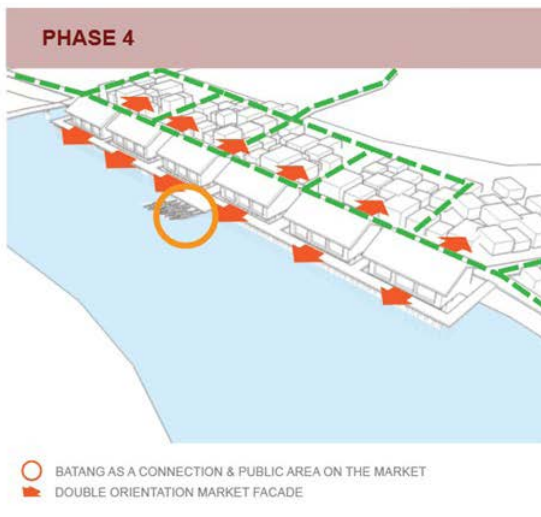 PHASE 4
BATANG AS A CONNECTION & PUBLIC AREA ON THE MARKET
DOUBLE ORIENTATION MARKET FACADE